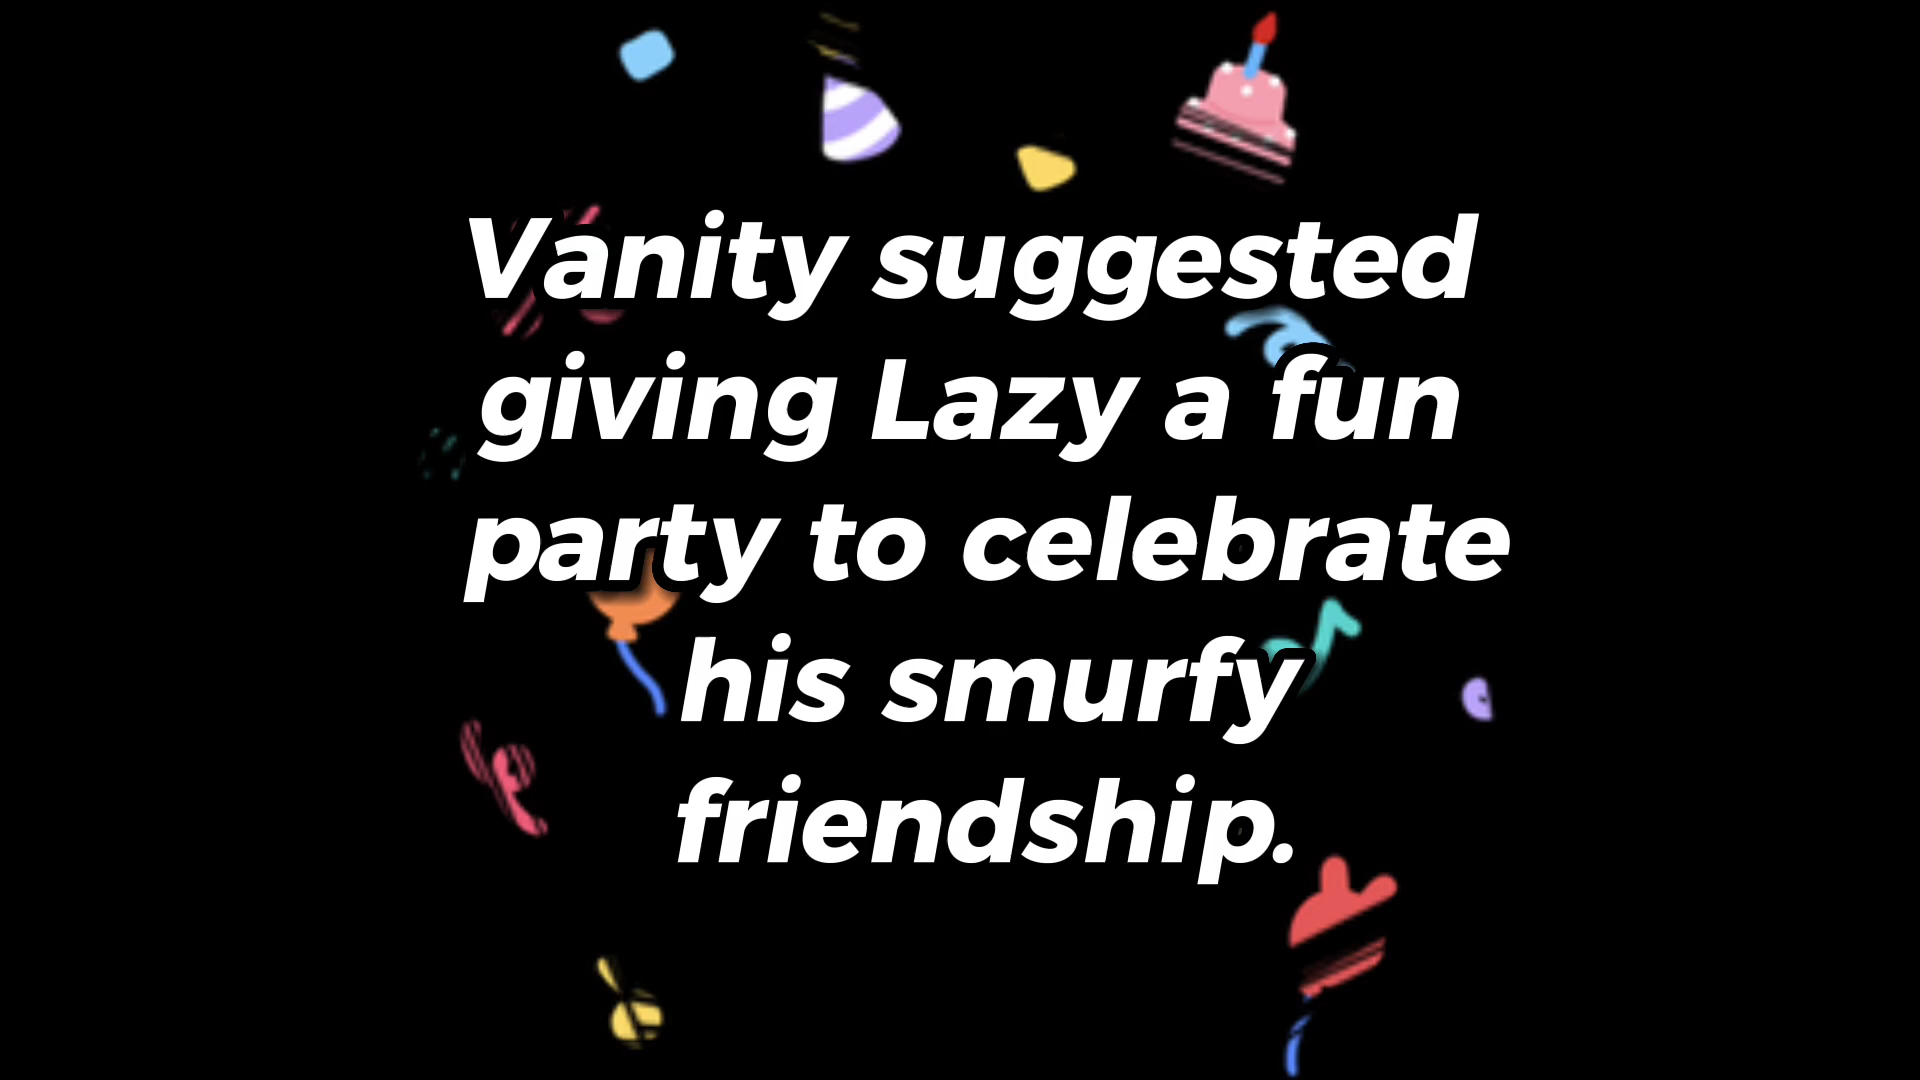 Vanity suggested
giving Lazy a fun
party to celebrate
his smurfy
friendship.